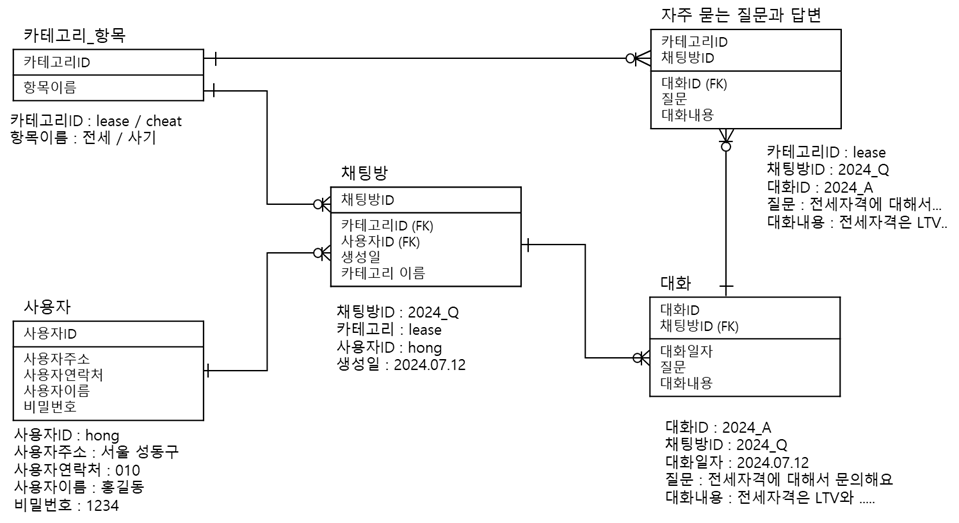 카테고리_항목
카테고리ID
항목이름
카테고리ID : lease / cheat
항목이름 : 전세 / 사기
자주 묻는 질문과 답변
카테고리ID
채팅방ID
대화ID (FK)
질문
대화내용
카테고리ID : lease
채팅방ID : 2024_Q
대화ID : 2024_A
질문 : 전세자격에 대해서...
대화내용 : 전세자격은 LTV..
채팅방
채팅방ID
카테고리ID (FK)
사용자ID (FK)
생성일
카테고리 이름
채팅방ID : 2024_Q
카테고리 : lease
사용자ID : hong
생성일 : 2024.07.12
사용자
사용자ID
사용자주소
사용자연락처
사용자이름
비밀번호
사용자ID : hong
사용자주소 : 서울 성동구
사용자연락처 : 010
사용자이름 : 홍길동
비밀번호 : 1234
대화
대화ID
채팅방ID (FK)
대화일자
질문
대화내용
대화ID : 2024_A
채팅방ID : 2024_Q
대화일자 : 2024.07.12
질문 : 전세자격에 대해서 문의해요
대화내용 : 전세자격은 LTV와 .....